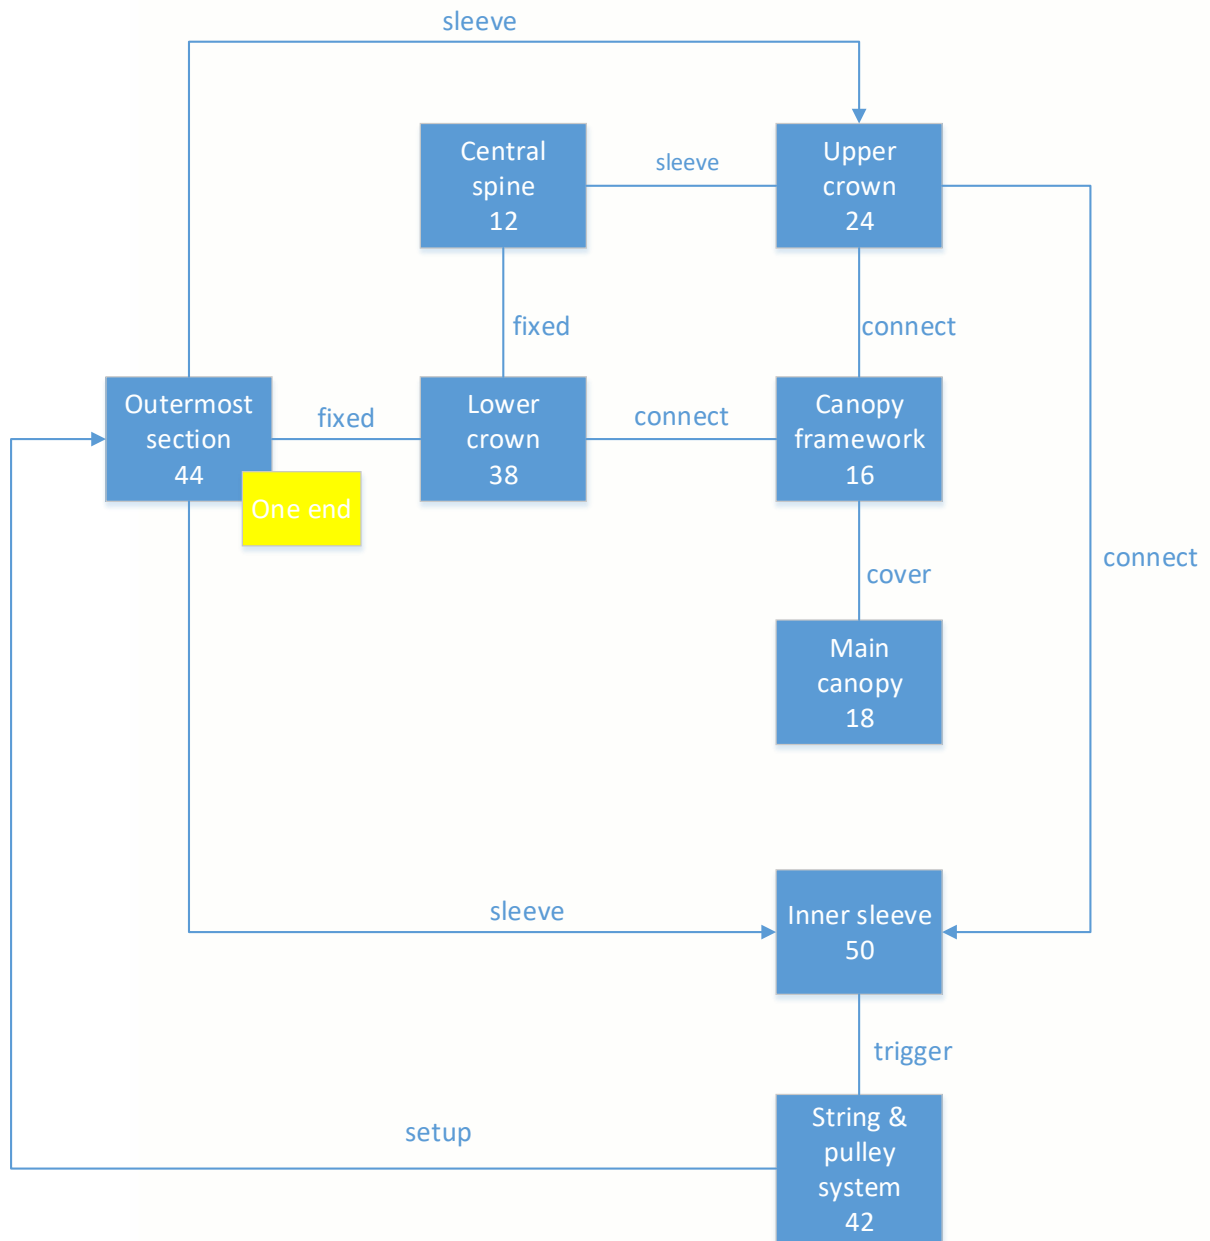 sleeve
Central
spine
12
sleeve
Upper
crown
24
fixed
connect
Outermost
section
44
fixed
Lower
crown
38
connect
Canopy
framework
16
One end
cover
connect
Main
canopy
18
sleeve
Inner sleeve
50
trigger
setup
String &
pulley
system
42